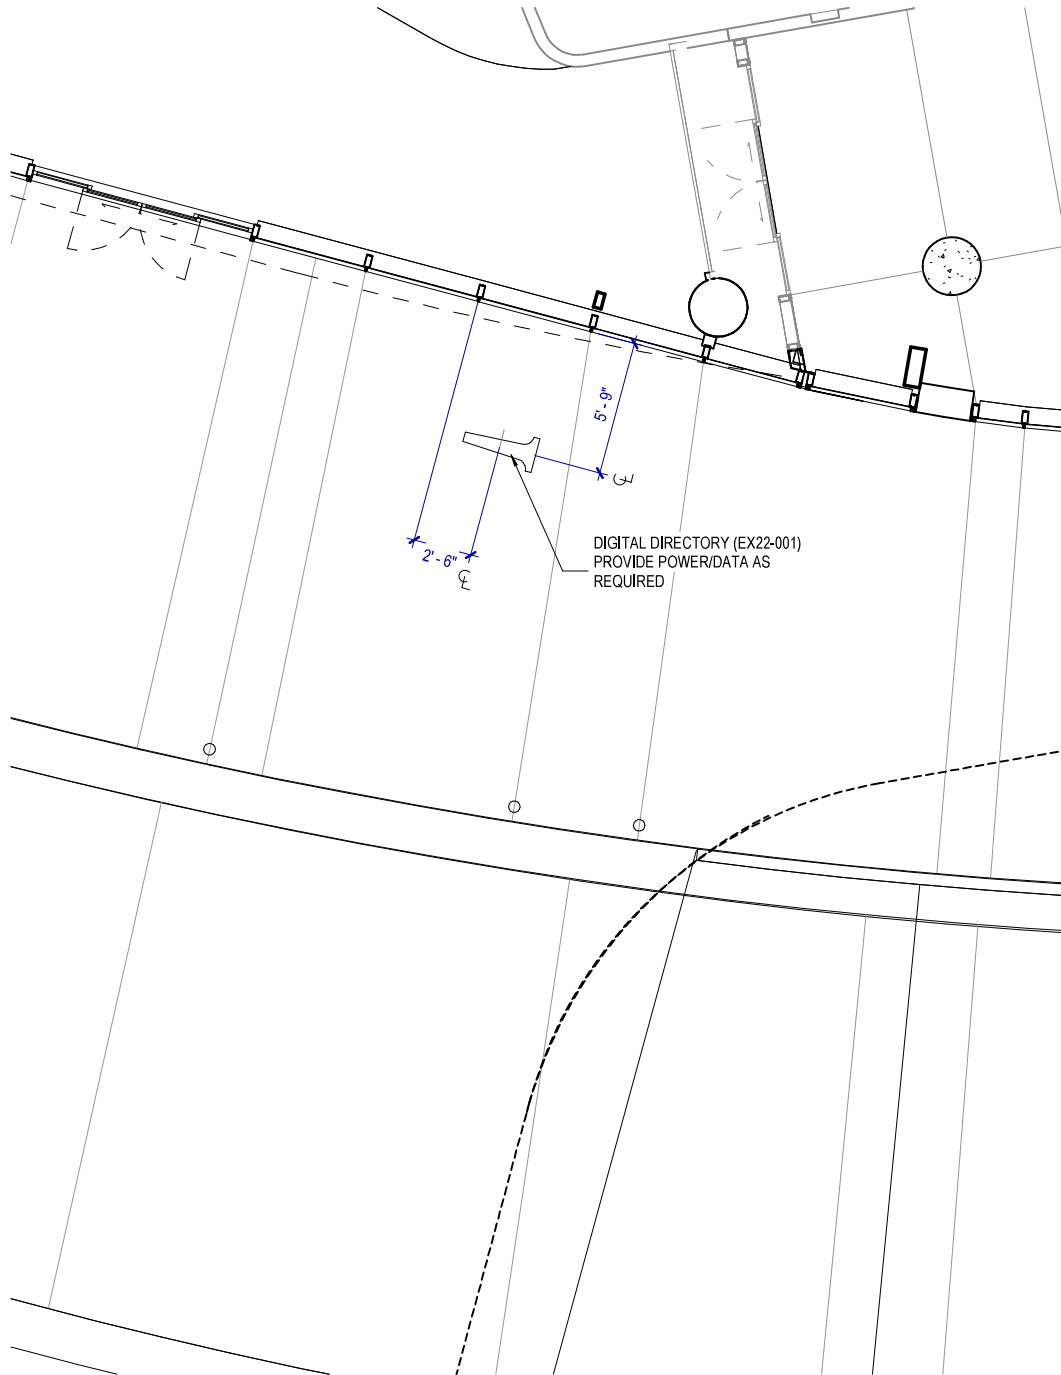 5' - 9"
℄
2' - 6"
℄
DIGITAL DIRECTORY (EX22-001)
PROVIDE POWER/DATA AS
REQUIRED